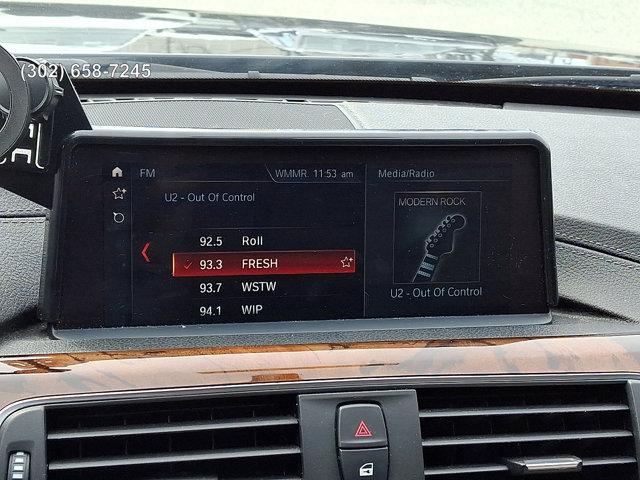 (302) 658-7245
FM
WMMR 11:53 am
Media/Radio
U2 - Out Of Control
MODERN ROCK
92.5 Roll
93.3 FRESH
93.7 WSTW
94.1 WIP
U2 - Out Of Control